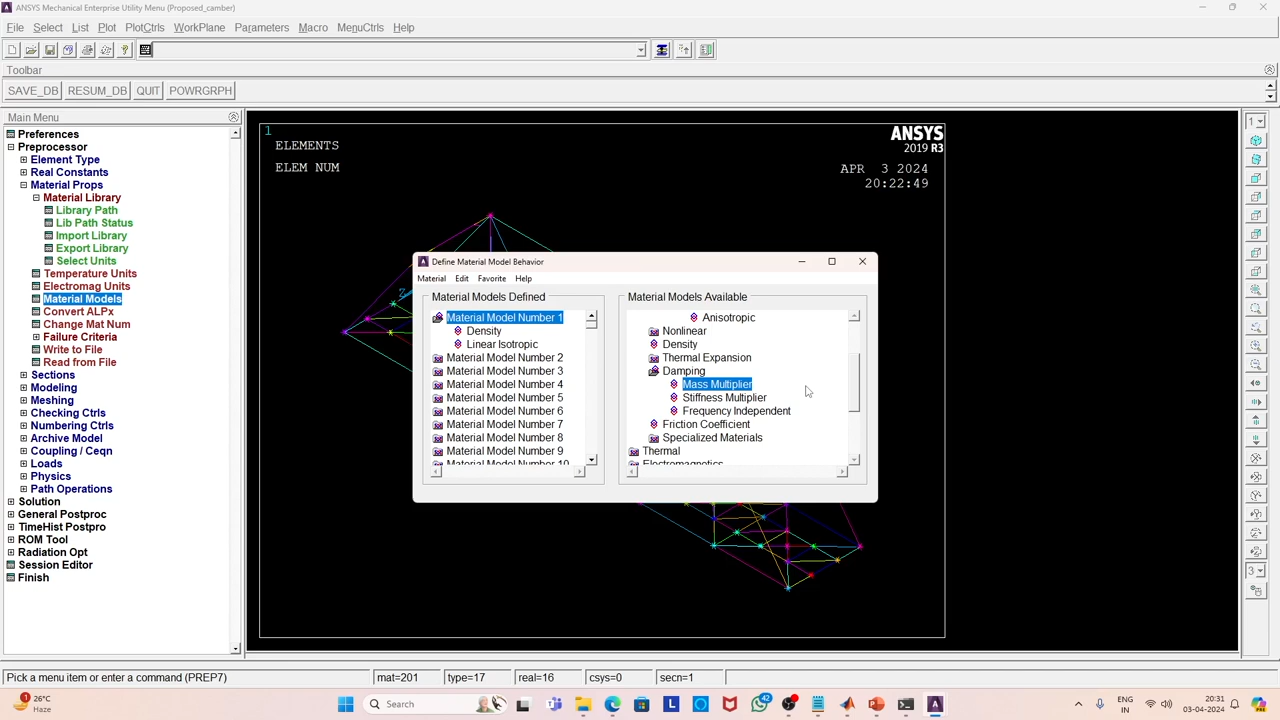 ANSYS Mechanical Enterprise Utility Menu (Proposed_camber)
File Select List Plot PlotCtrls WorkPlane Parameters Macro MenuCtrls Help
Toolbar
SAVE_DB RESUM_DB QUIT POWRGRPH
Main Menu
Preferences
Preprocessor
Element Type
Real Constants
Material Props
Material Library
Library Path
Lib Path Status
Import Library
Export Library
Select Units
Temperature Units
Electromag Units
Material Models
Convert ALPx
Change Mat Num
Failure Criteria
Write to File
Read from File
Sections
Modeling
Meshing
Checking Ctrls
Numbering Ctrls
Archive Model
Coupling / Ceqn
Loads
Physics
Path Operations
Solution
General Postproc
TimeHist Postpro
ROM Tool
Radiation Opt
Session Editor
Finish
1
ELEMENTS
ELEM NUM
ANSYS
2019 R3
APR 3 2024
20:22:49
Z
Define Material Model Behavior
Material Edit Favorite Help
Material Models Defined
Material Model Number 1
Density
Linear Isotropic
Material Model Number 2
Material Model Number 3
Material Model Number 4
Material Model Number 5
Material Model Number 6
Material Model Number 7
Material Model Number 8
Material Model Number 9
Material Model Number 10
Material Models Available
Anisotropic
Nonlinear
Density
Thermal Expansion
Damping
Mass Multiplier
Stiffness Multiplier
Frequency Independent
Friction Coefficient
Specialized Materials
Thermal
Electromagnetics
1
3
Pick a menu item or enter a command (PREP7)
mat=201
type=17
real=16
csys=0
secn=1
26°C
Haze
Search
42
ENG
IN
20:31
03-04-2024